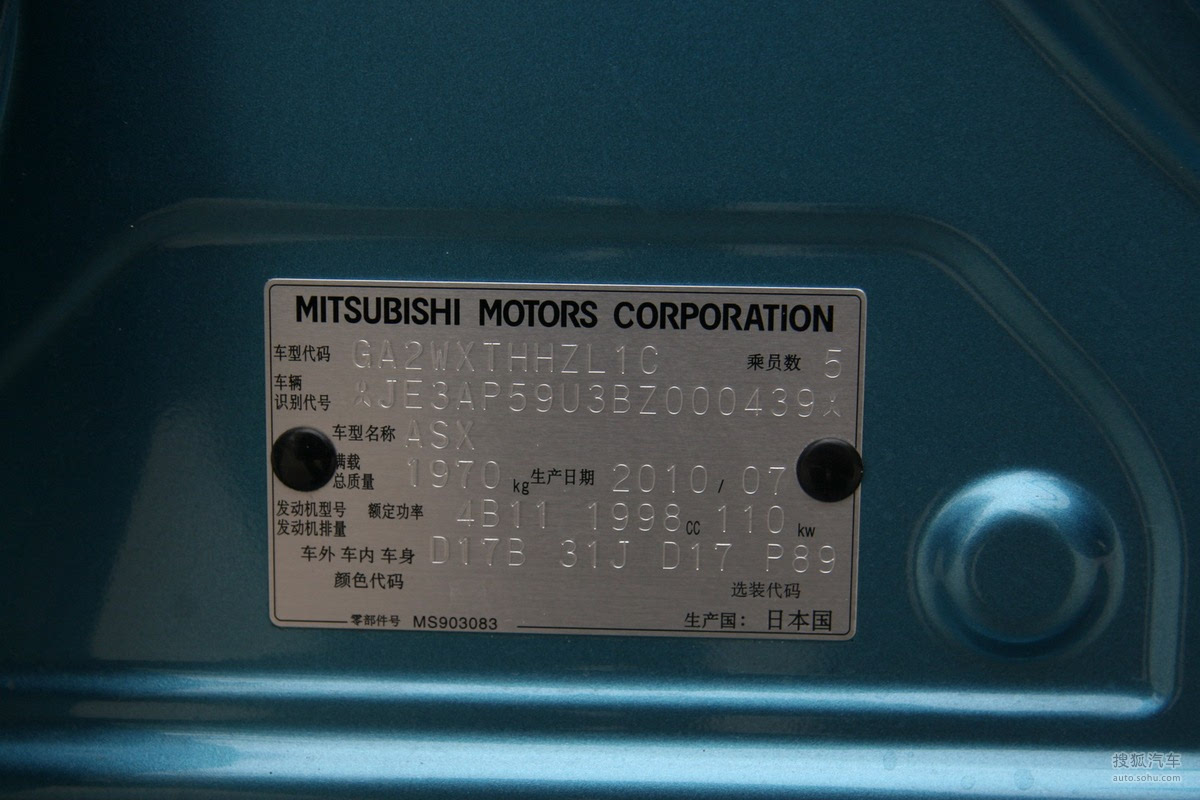 MITSUBISHI MOTORS CORPORATION
车型代码 GA2WXTHHZL1C 乘员数 5
车辆
识别代号 *JE3AP59U3BZ000439*
车型名称 ASX
满载
总质量 1970 kg 生产日期 2010 / 07
发动机型号 额定功率 4B11 1998 CC 110 kw
发动机排量
车外 车内 车身 D17B 31J D17 P89
颜色代码 选装代码
零部件号 MS903083 生产国: 日本国
搜狐汽车
auto.sohu.com